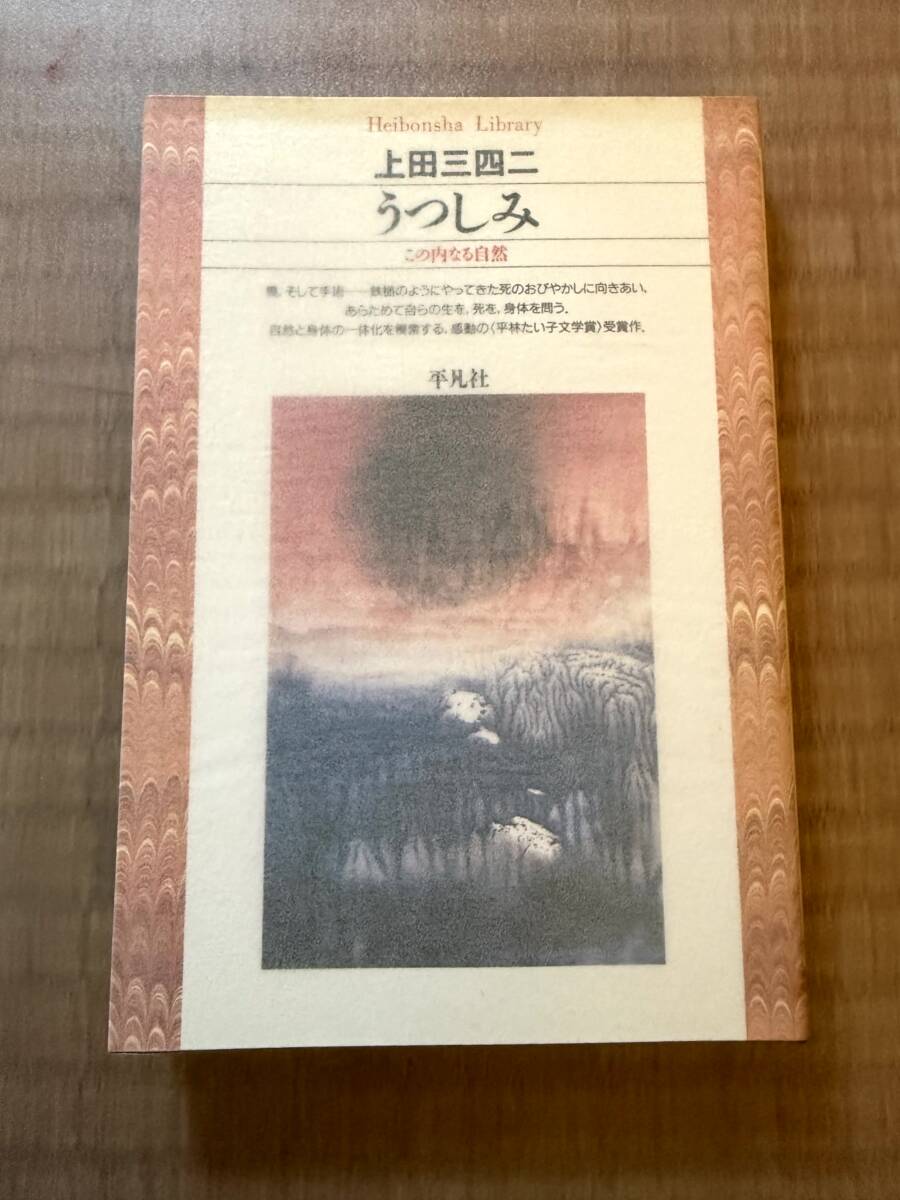 Heibonsha Library
上田三四二
うつしみ
この内なる自然
癌、そして手術――鉄槌のようにやってきた死のおびやかしに向きあい、
あらためて自らの生を、死を、身体を問う。
自然と身体の一体化を模索する、感動の〈平林たい子文学賞〉受賞作。
平凡社